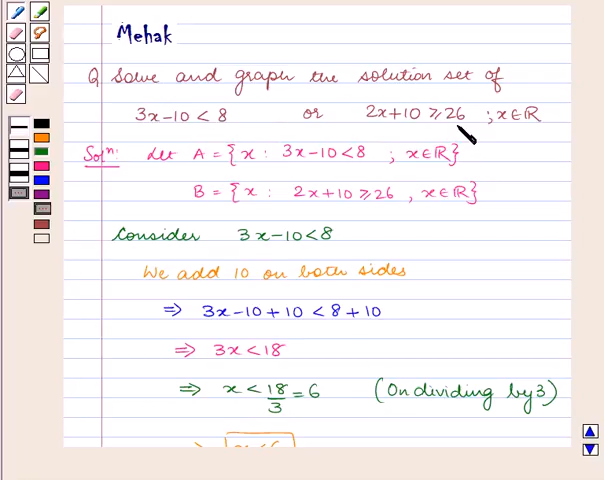 Mehak
Q Solve and graph the solution set of
3x-10 < 8 or 2x+10 ≥ 26 ; x∈ℝ
Solⁿ: Let A = {x : 3x-10<8 ; x∈ℝ}
B = {x : 2x+10 ≥ 26 , x∈ℝ}
Consider 3x-10<8
We add 10 on both sides
⇒ 3x-10+10 < 8+10
⇒ 3x < 18
⇒ x < 18/3 = 6 (On dividing by 3)